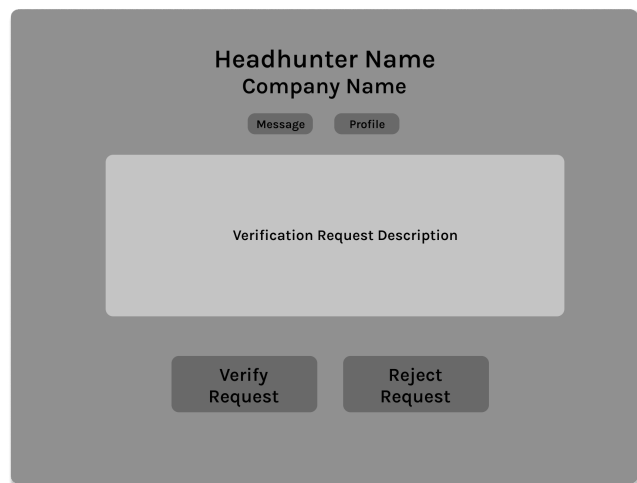 Headhunter Name
Company Name
Message Profile
Verification Request Description
Verify Reject
Request Request